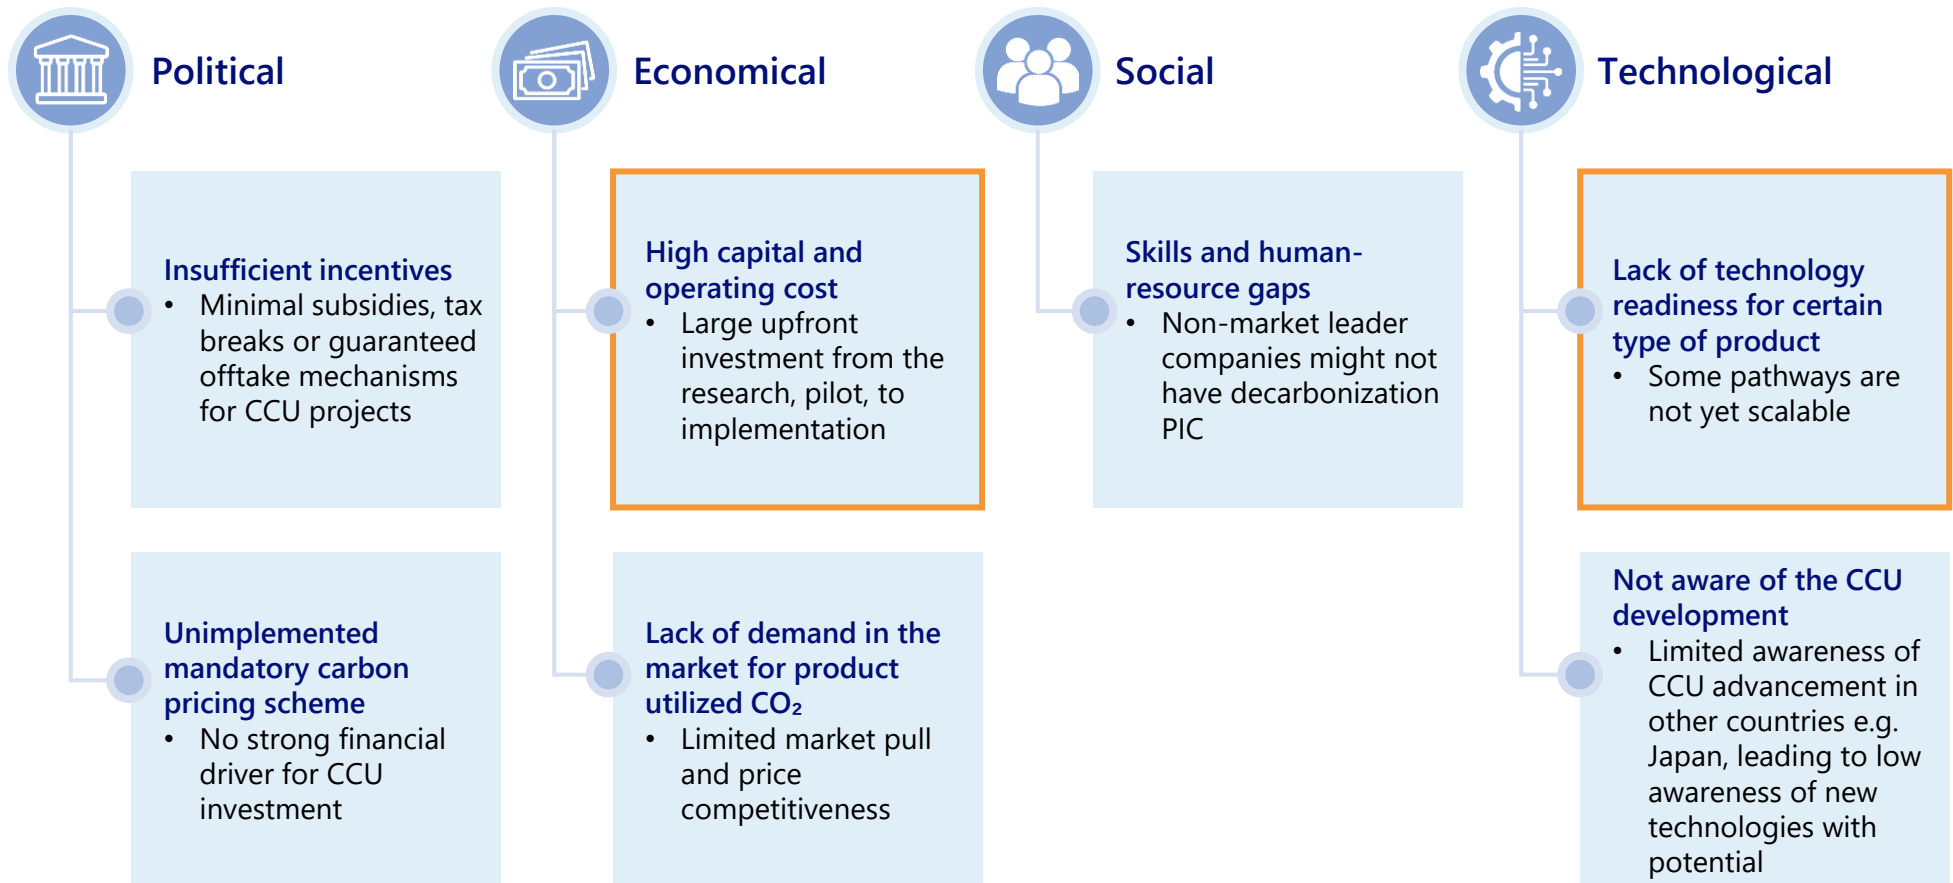 Political
Insufficient incentives
• Minimal subsidies, tax
breaks or guaranteed
offtake mechanisms
for CCU projects
Unimplemented
mandatory carbon
pricing scheme
• No strong financial
driver for CCU
investment
Economical
High capital and
operating cost
• Large upfront
investment from the
research, pilot, to
implementation
Lack of demand in the
market for product
utilized CO₂
• Limited market pull
and price
competitiveness
Social
Skills and human-
resource gaps
• Non-market leader
companies might not
have decarbonization
PIC
Technological
Lack of technology
readiness for certain
type of product
• Some pathways are
not yet scalable
Not aware of the CCU
development
• Limited awareness of
CCU advancement in
other countries e.g.
Japan, leading to low
awareness of new
technologies with
potential